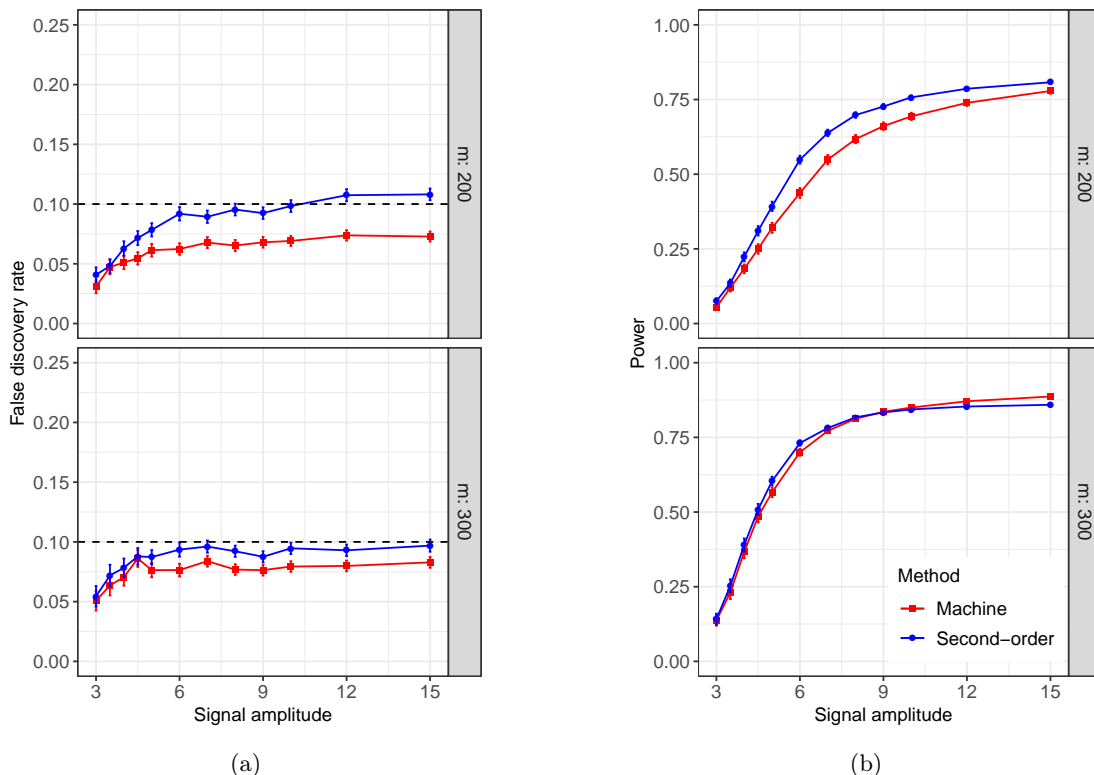 False discovery rate
0.25
0.20
0.15
0.10
0.05
0.00
m: 200
0.25
0.20
0.15
0.10
0.05
0.00
m: 300
3 6 9 12 15
Signal amplitude
(a)
Power
1.00
0.75
0.50
0.25
0.00
m: 200
1.00
0.75
0.50
0.25
0.00
m: 300
Method
Machine
Second−order
3 6 9 12 15
Signal amplitude
(b)